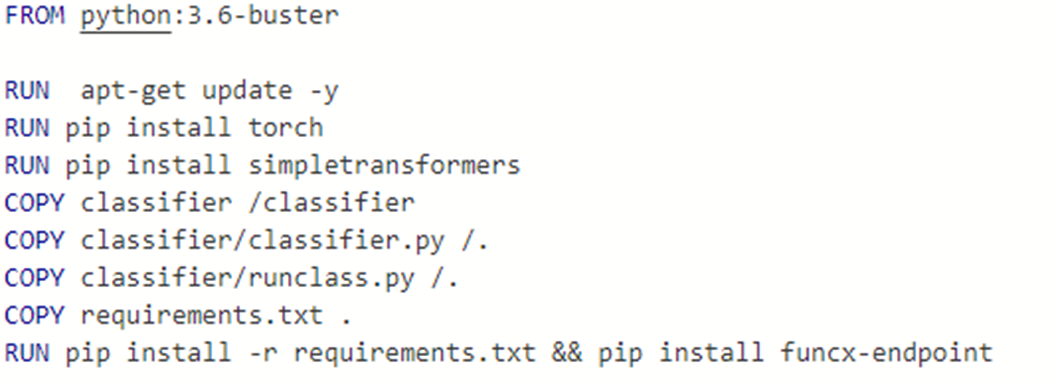 FROM python:3.6-buster
RUN  apt-get update -y
RUN pip install torch
RUN pip install simpletransformers
COPY classifier /classifier
COPY classifier/classifier.py /.
COPY classifier/runclass.py /.
COPY requirements.txt .
RUN pip install -r requirements.txt && pip install funcx-endpoint